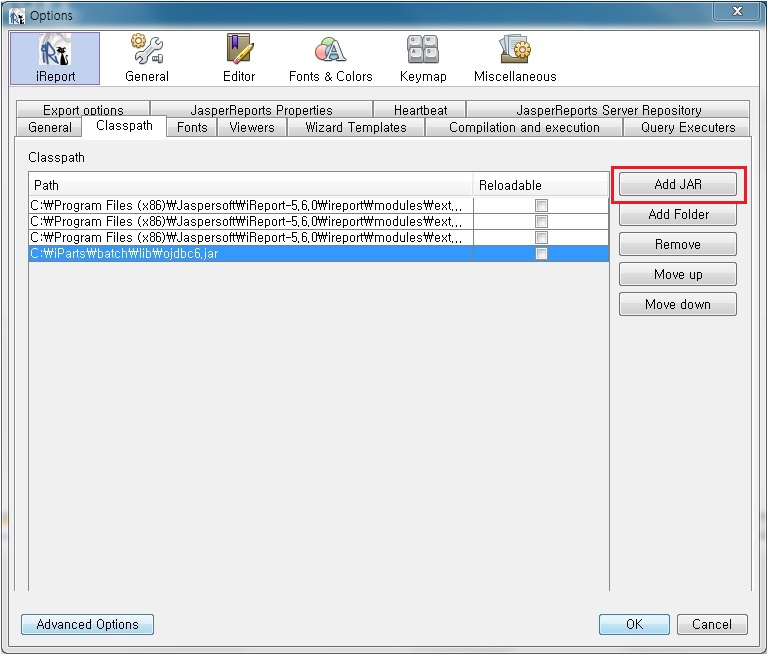 Options
iReport General Editor Fonts & Colors Keymap Miscellaneous
Export options JasperReports Properties Heartbeat JasperReports Server Repository
General Classpath Fonts Viewers Wizard Templates Compilation and execution Query Executers
Classpath
Path Reloadable
C:₩Program Files (x86)₩Jaspersoft₩iReport-5.6.0₩ireport₩modules₩ext...
C:₩Program Files (x86)₩Jaspersoft₩iReport-5.6.0₩ireport₩modules₩ext...
C:₩Program Files (x86)₩Jaspersoft₩iReport-5.6.0₩ireport₩modules₩ext...
C:₩iParts₩batch₩lib₩ojdbc6.jar
Add JAR
Add Folder
Remove
Move up
Move down
Advanced Options OK Cancel